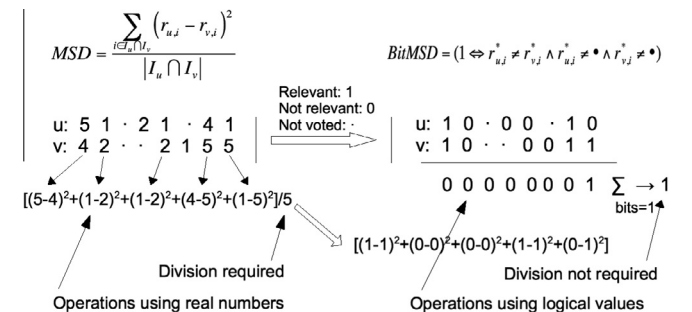 MSD = \frac{\sum_{i \in I_u \cap I_v} (r_{u,i} - r_{v,i})^2}{|I_u \cap I_v|}
BitMSD = (1 ⇔ r^*_{u,i} ≠ r^*_{v,i} ∧ r^*_{u,i} ≠ • ∧ r^*_{v,i} ≠ •)
Relevant: 1
Not relevant: 0
Not voted: ·
u: 5 1 · 2 1 · 4 1
v: 4 2 · · 2 1 5 5
u: 1 0 · 0 0 · 1 0
v: 1 0 · · 0 0 1 1
0 0 0 0 0 0 0 1 ∑ → 1
bits=1
[(5-4)²+(1-2)²+(1-2)²+(4-5)²+(1-5)²]/5
[(1-1)²+(0-0)²+(0-0)²+(1-1)²+(0-1)²]
Division required
Division not required
Operations using real numbers
Operations using logical values